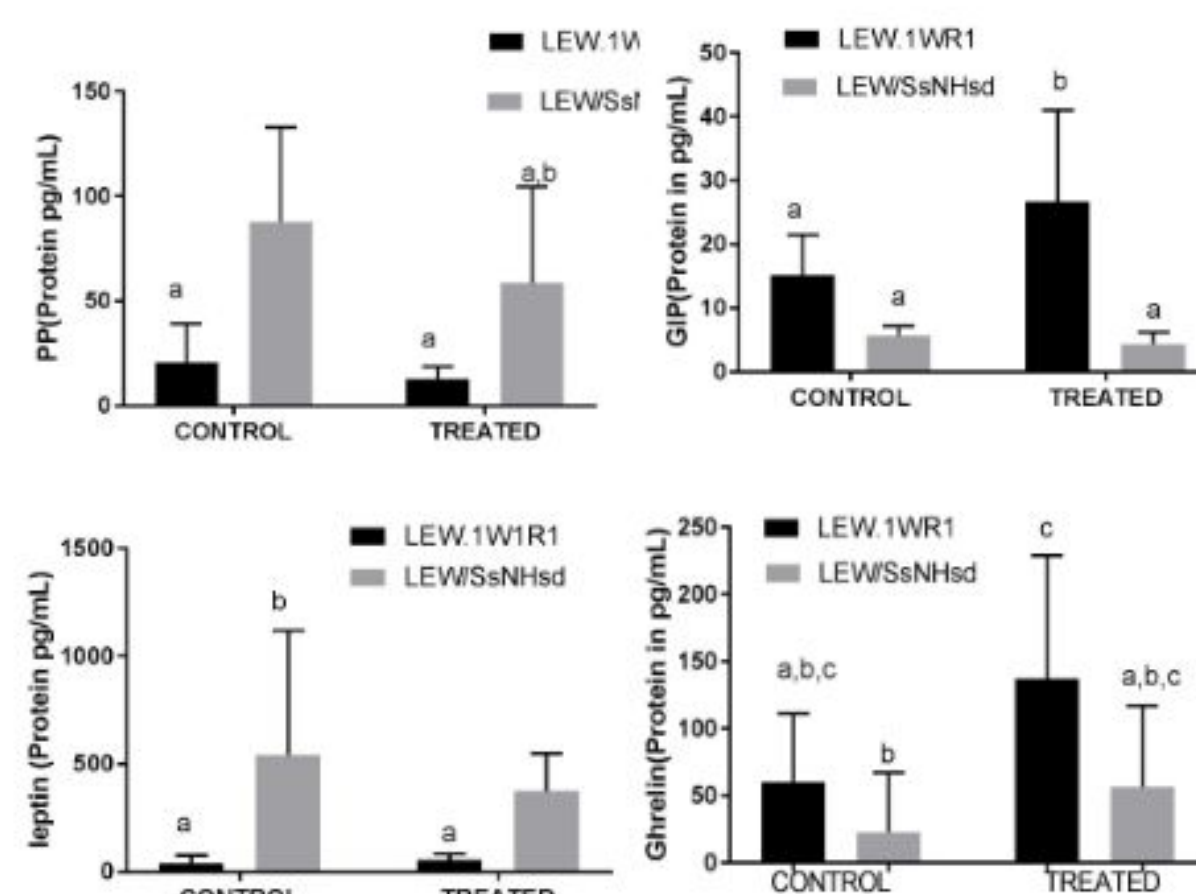 LEW.1W
LEW/SsN
PP(Protein pg/mL)
150
100
50
0
a
a
a,b
CONTROL
TREATED
LEW.1WR1
LEW/SsNHsd
GIP(Protein in pg/mL)
50
40
30
20
10
0
a
a
b
a
CONTROL
TREATED
LEW.1W1R1
LEW/SsNHsd
leptin (Protein pg/mL)
1500
1000
500
0
a
b
a
CONTROL
TREATED
LEW.1WR1
LEW/SsNHsd
Ghrelin(Protein in pg/mL)
250
200
150
100
50
0
a,b,c
b
c
a,b,c
CONTROL
TREATED